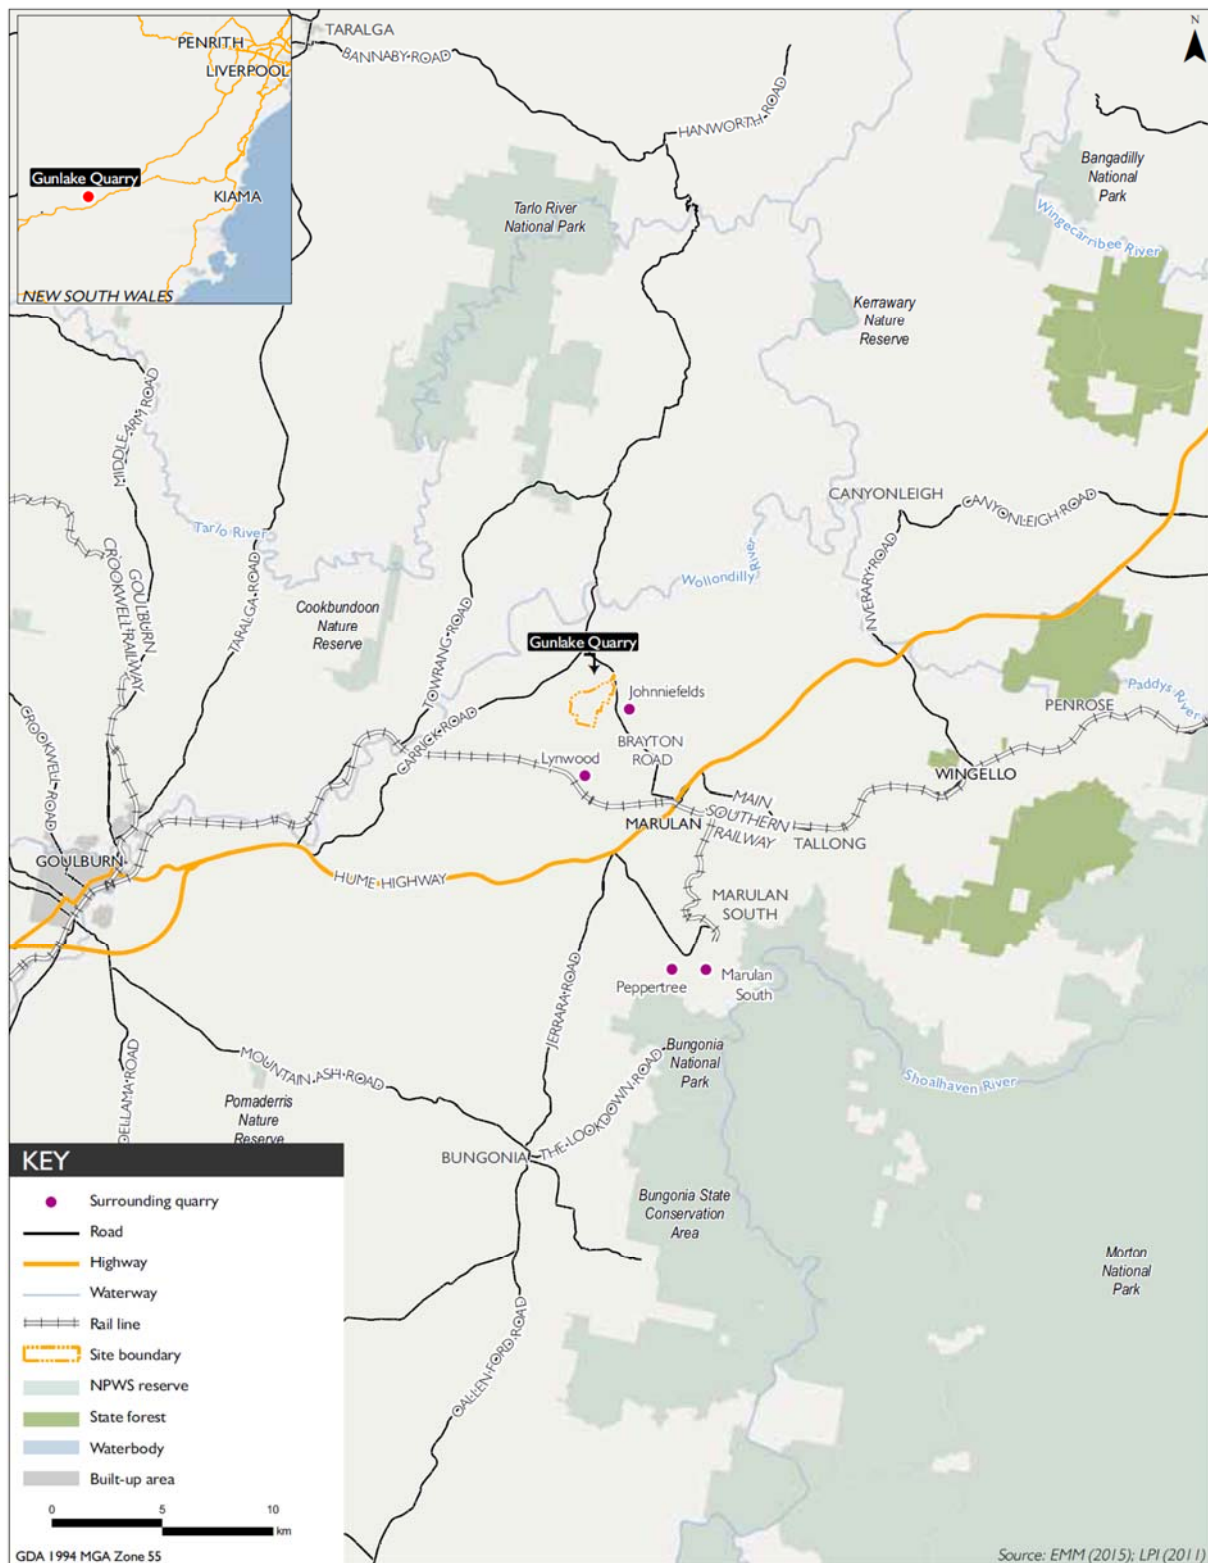 PENRITH
LIVERPOOL
Gunlake Quarry
KIAMA
NEW SOUTH WALES
TARALGA
BANNABY ROAD
HANWORTH ROAD
N
Bangadilly
National
Park
Wingecarribee River
Tarlo River
National Park
Kerrawary
Nature
Reserve
MIDDLE ARM ROAD
CANYONLEIGH
CANYONLEIGH ROAD
Tarlo River
GOULBURN
CROOKWELL RAILWAY
TARALGA ROAD
Wollondilly River
INVERARY ROAD
Cookbundoon
Nature
Reserve
TOWRANG ROAD
Gunlake Quarry
Johnniefelds
Paddys River
PENROSE
CROOKWELL ROAD
CARRICK ROAD
BRAYTON
ROAD
Lynwood
WINGELLO
MAIN
SOUTHERN
RAILWAY
MARULAN
TALLONG
GOULBURN
HUME HIGHWAY
MARULAN
SOUTH
JERRARA ROAD
Peppertree
Marulan
South
Bungonia
National
Park
Shoalhaven River
MOUNTAIN ASH ROAD
DELLAMA ROAD
Pomaderris
Nature
Reserve
BUNGONIA
THE LOOKDOWN ROAD
Bungonia State
Conservation
Area
Morton
National
Park
OALLEN FORD ROAD
KEY
Surrounding quarry
Road
Highway
Waterway
Rail line
Site boundary
NPWS reserve
State forest
Waterbody
Built-up area
0 5 10
km
GDA 1994 MGA Zone 55
Source: EMM (2015); LPI (2011)